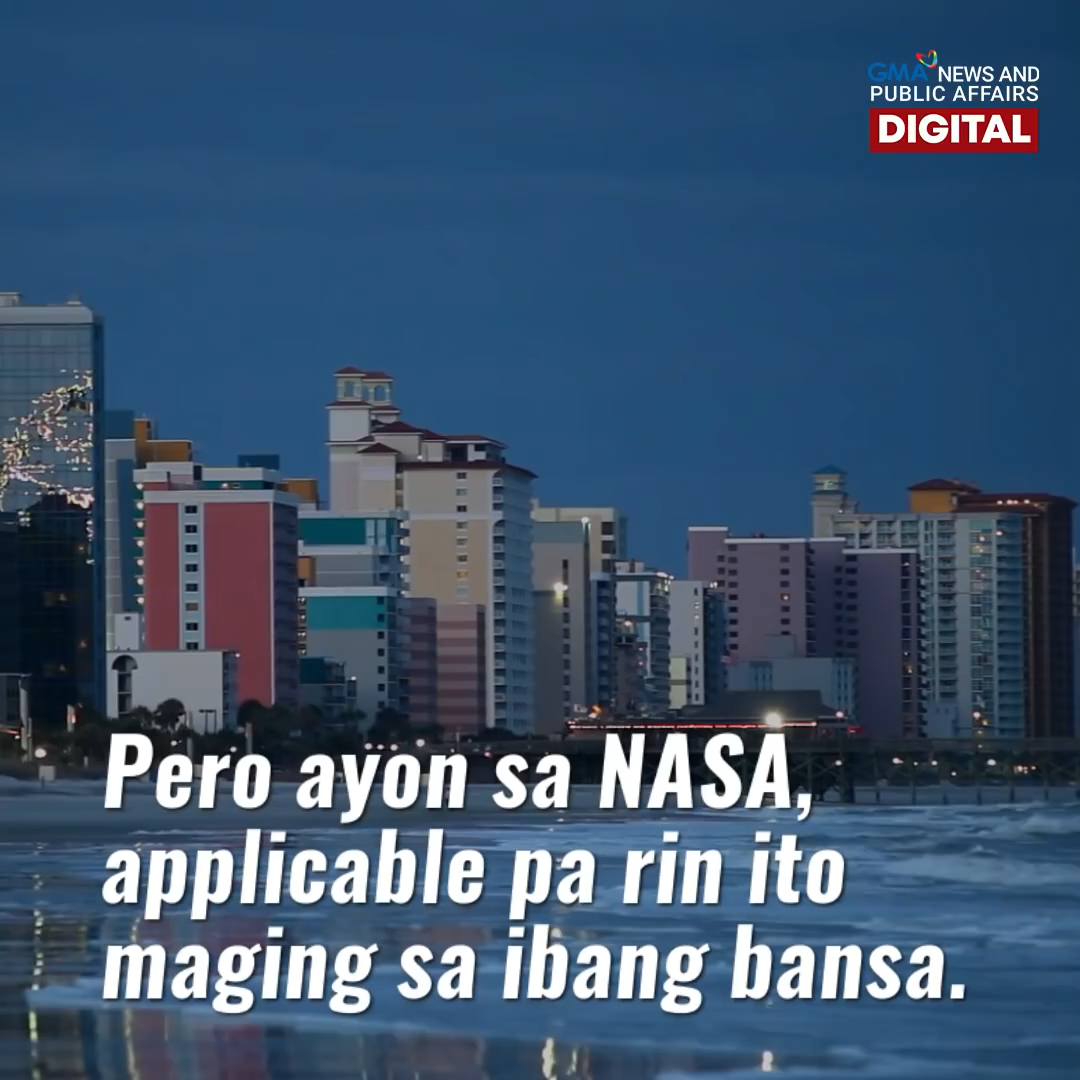 GMA NEWS AND
PUBLIC AFFAIRS
DIGITAL
Pero ayon sa NASA,
applicable pa rin ito
maging sa ibang bansa.